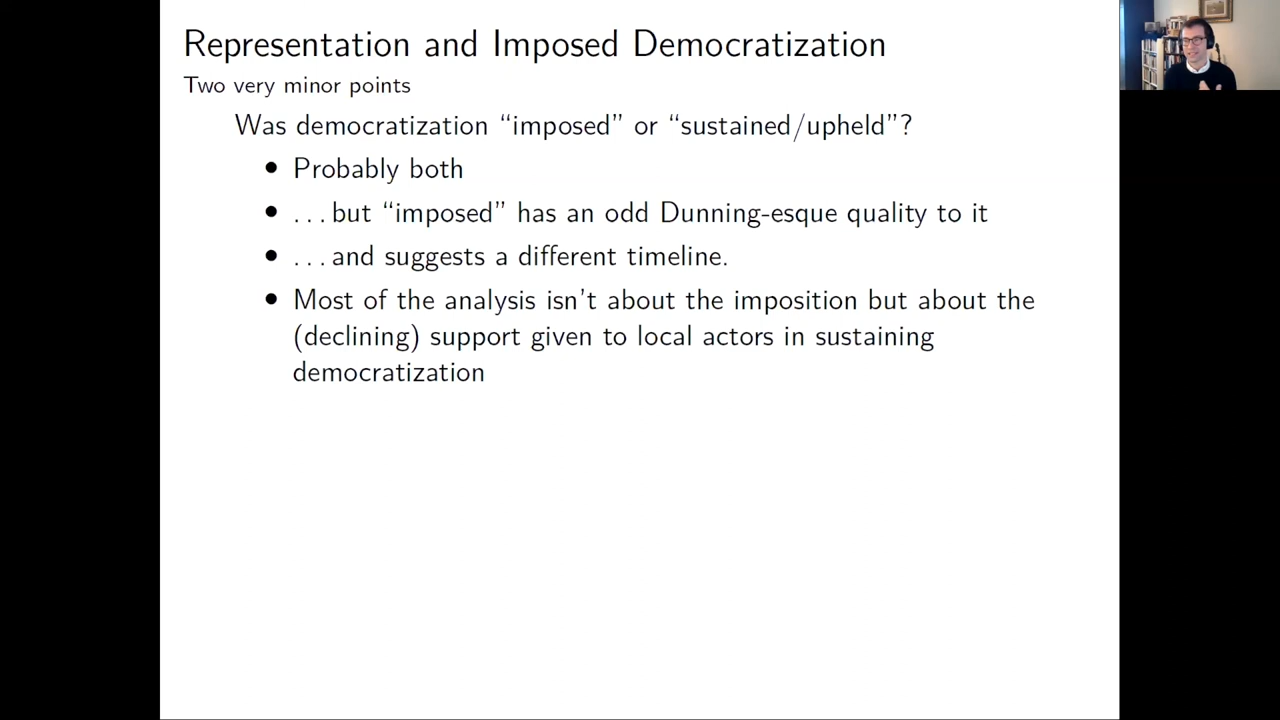 Representation and Imposed Democratization
Two very minor points
Was democratization “imposed” or “sustained/upheld”?
• Probably both
• ...but “imposed” has an odd Dunning-esque quality to it
• ...and suggests a different timeline.
• Most of the analysis isn’t about the imposition but about the
(declining) support given to local actors in sustaining
democratization